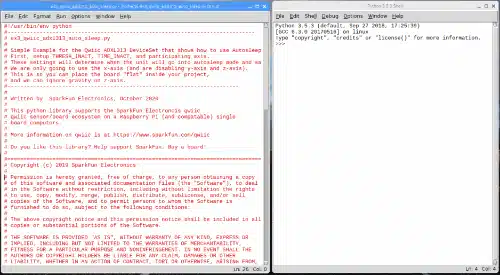 File Edit Format Run Options Window Help
#!/usr/bin/env python
#-----------------------------------------------------------------
# ex3_qwiic_adxl313_auto_sleep.py
#
# Simple Example for the Qwiic ADXL313 DeviceSet that shows how to use Autosleep
# First, setup THRESH_INACT, TIME_INACT, and participating axis.
# These settings will determine when the unit will go into autosleep mode and
# We are only going to use the x-axis (and are disabling y-axis and z-axis).
# This is so you can place the board "flat" inside your project,
# and we can ignore gravity on z-axis.
#------------------------------------------------------------------------
#
# Written by SparkFun Electronics, October 2020
#
# This python library supports the SparkFun Electronics qwiic
# qwiic sensor/board ecosystem on a Raspberry Pi (and compatable) single
# board computers.
#
# More information on qwiic is at https://www.sparkfun.com/qwiic
#
# Do you like this library? Help support SparkFun. Buy a board!
#
#==================================================================================
# Copyright (c) 2019 SparkFun Electronics
#
# Permission is hereby granted, free of charge, to any person obtaining a copy
# of this software and associated documentation files (the "Software"), to deal
# in the Software without restriction, including without limitation the rights
# to use, copy, modify, merge, publish, distribute, sublicense, and/or sell
# copies of the Software, and to permit persons to whom the Software is
# furnished to do so, subject to the following conditions:
#
# The above copyright notice and this permission notice shall be included in all
# copies or substantial portions of the Software.
#
# THE SOFTWARE IS PROVIDED "AS IS", WITHOUT WARRANTY OF ANY KIND, EXPRESS OR
# IMPLIED, INCLUDING BUT NOT LIMITED TO THE WARRANTIES OF MERCHANTABILITY,
# FITNESS FOR A PARTICULAR PURPOSE AND NONINFRINGEMENT. IN NO EVENT SHALL THE
# AUTHORS OR COPYRIGHT HOLDERS BE LIABLE FOR ANY CLAIM, DAMAGES OR OTHER
# LIABILITY, WHETHER IN AN ACTION OF CONTRACT, TORT OR OTHERWISE, ARISING FROM,
Ln: 26 Col: 0
Python 3.5.3 Shell
File Edit Shell Debug Options Window Help
Python 3.5.3 (default, Sep 27 2018, 17:25:39)
[GCC 6.3.0 20170516] on linux
Type "copyright", "credits" or "license()" for more information.
>>>
Ln: 4 Col: 4